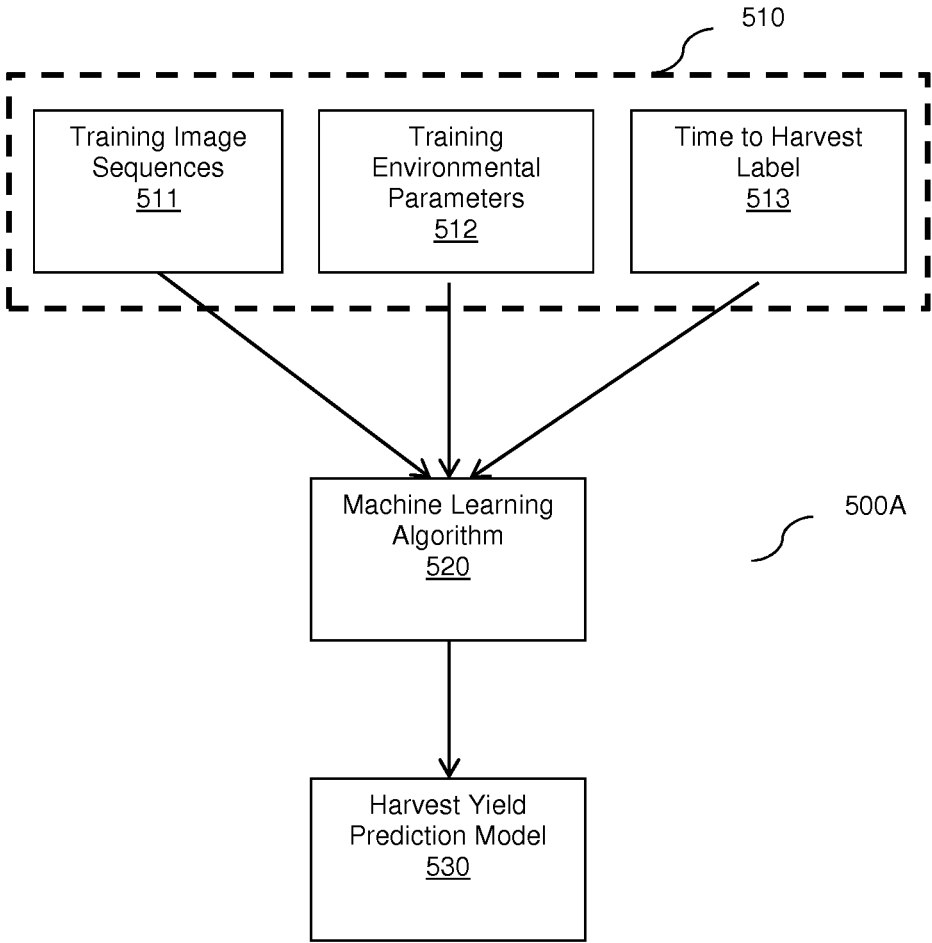 510
Training Image
Sequences
511
Training
Environmental
Parameters
512
Time to Harvest
Label
513
Machine Learning
Algorithm
520
500A
Harvest Yield
Prediction Model
530